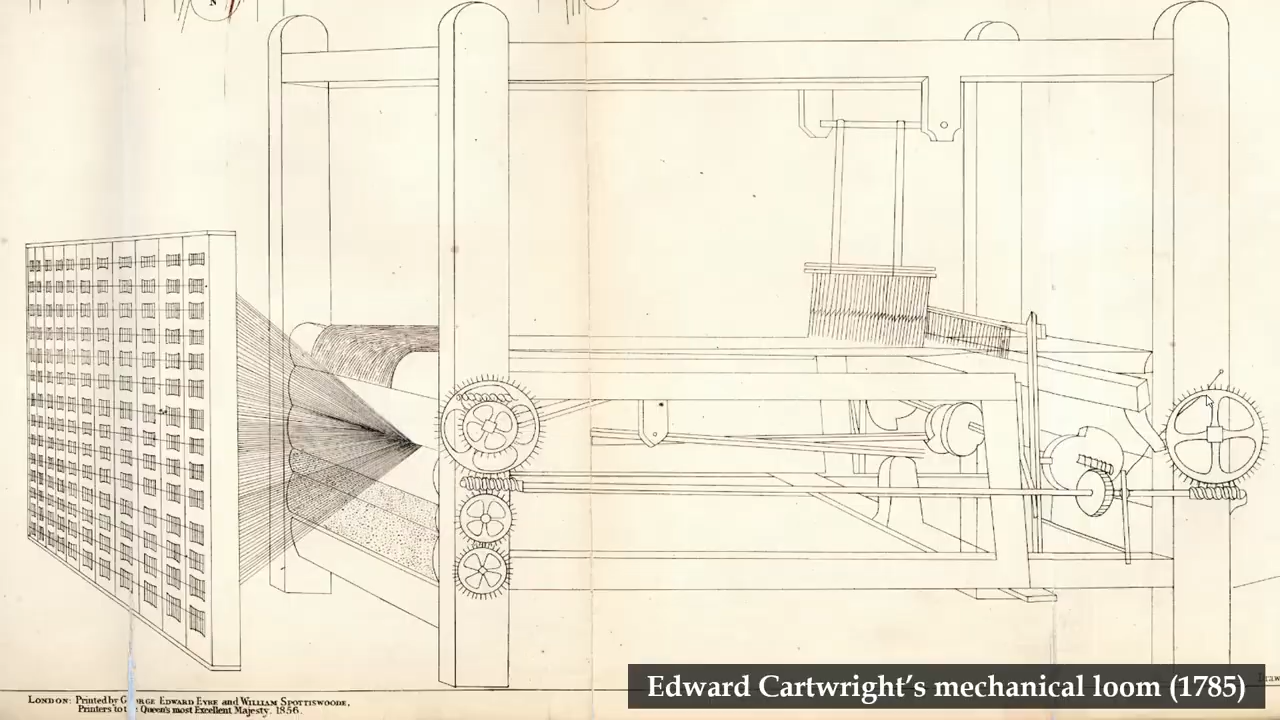 N
LONDON: Printed by GEORGE EDWARD EYRE and WILLIAM SPOTTISWOODE,
Printers to the Queen's most Excellent Majesty. 1856.
Draw
Edward Cartwright's mechanical loom (1785)